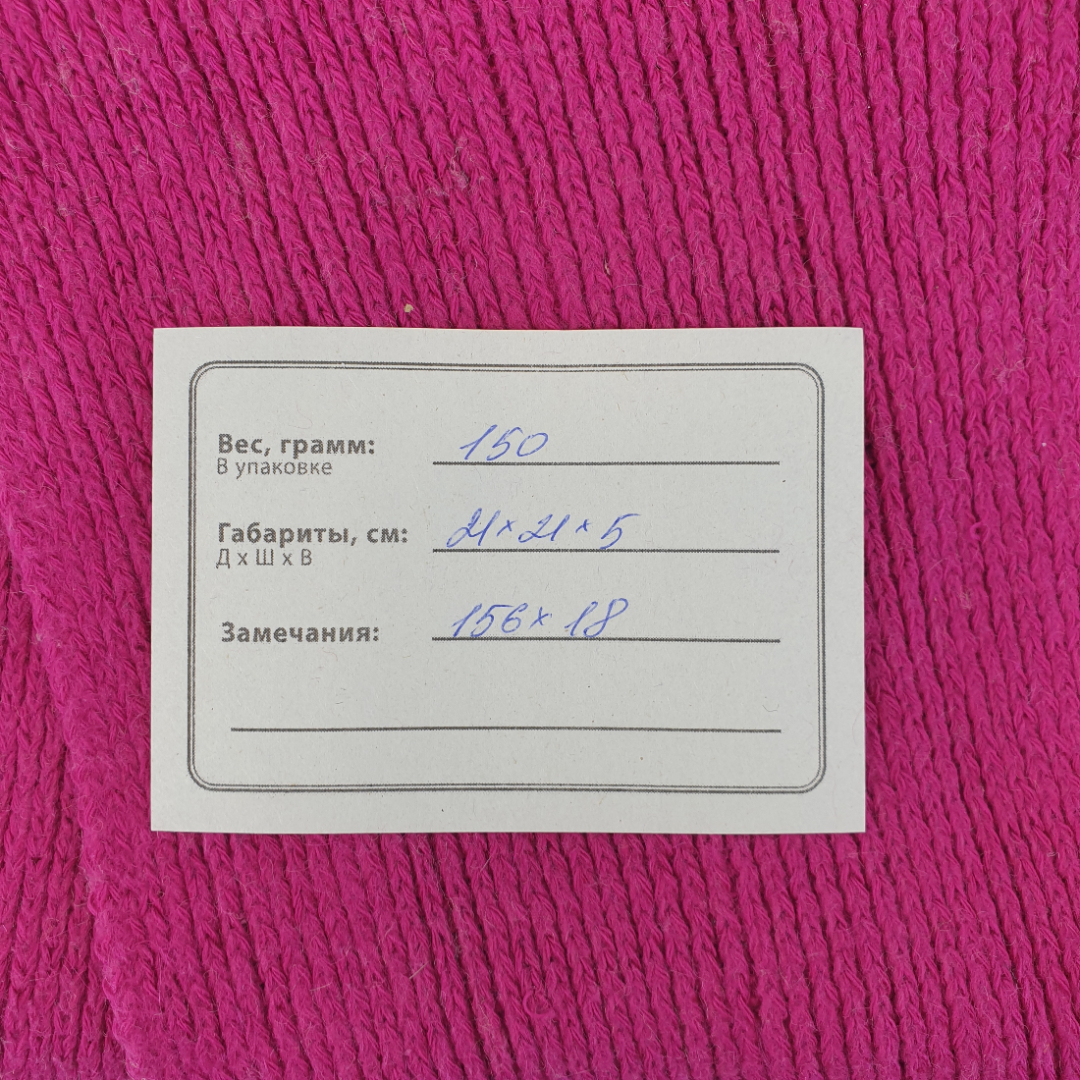 Вес, грамм: 150
В упаковке
Габариты, см: 21 x 21 x 5
Д x Ш x В
Замечания: 156 x 18